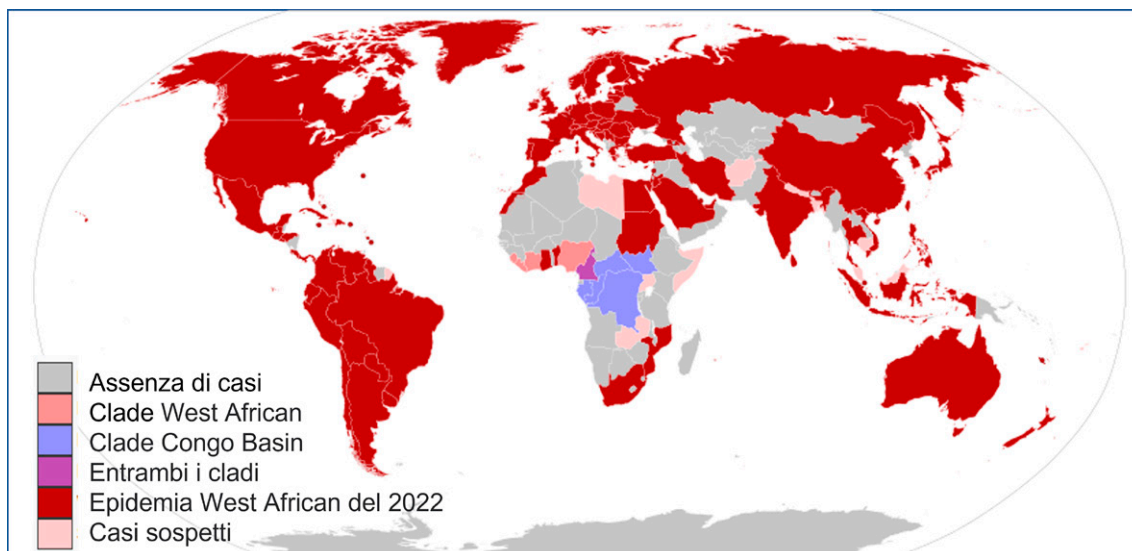 Assenza di casi
Clade West African
Clade Congo Basin
Entrambi i cladi
Epidemia West African del 2022
Casi sospetti